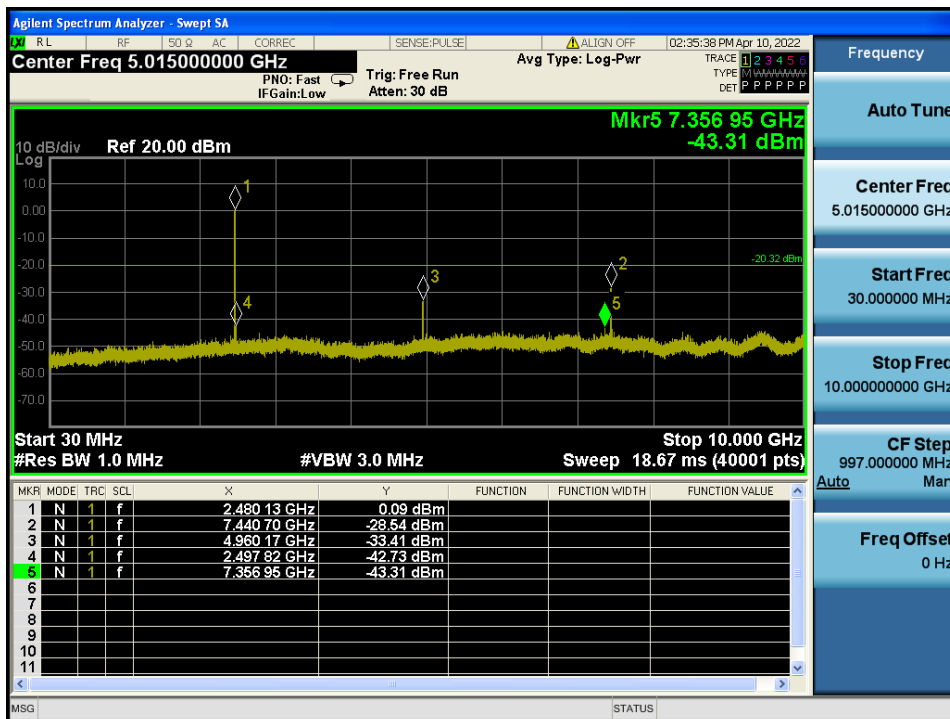 Agilent Spectrum Analyzer - Swept SA
LXI RL RF 50 Ω AC CORREC SENSE:PULSE ALIGN OFF 02:35:38 PM Apr 10, 2022
Center Freq 5.015000000 GHz
PNO: Fast
IFGain:Low
Trig: Free Run
Atten: 30 dB
Avg Type: Log-Pwr
TRACE 1 2 3 4 5 6
TYPE M WWWWW
DET P P P P P P
Frequency
Auto Tune
Center Freq
5.015000000 GHz
Start Freq
30.000000 MHz
Stop Freq
10.000000000 GHz
CF Step
997.000000 MHz
Auto Man
Freq Offset
0 Hz
Mkr5 7.356 95 GHz
-43.31 dBm
10 dB/div Ref 20.00 dBm
Log
10.0
0.00
-10.0
-20.0
-30.0
-40.0
-50.0
-60.0
-70.0
1
2
3
4
5
-20.32 dBm
Start 30 MHz Stop 10.000 GHz
#Res BW 1.0 MHz #VBW 3.0 MHz Sweep 18.67 ms (40001 pts)
MKR MODE TRC SCL X Y FUNCTION FUNCTION WIDTH FUNCTION VALUE
1 N 1 f 2.480 13 GHz 0.09 dBm
2 N 1 f 7.440 70 GHz -28.54 dBm
3 N 1 f 4.960 17 GHz -33.41 dBm
4 N 1 f 2.497 82 GHz -42.73 dBm
5 N 1 f 7.356 95 GHz -43.31 dBm
6
7
8
9
10
11
MSG STATUS